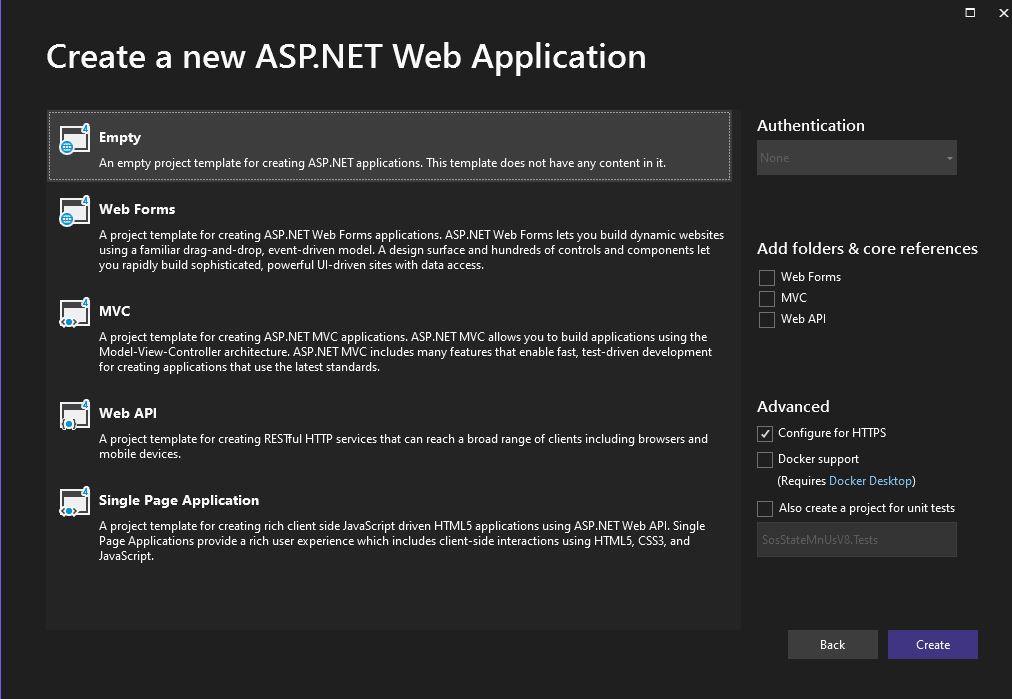 Create a new ASP.NET Web Application
Empty
An empty project template for creating ASP.NET applications. This template does not have any content in it.
Web Forms
A project template for creating ASP.NET Web Forms applications. ASP.NET Web Forms lets you build dynamic websites
using a familiar drag-and-drop, event-driven model. A design surface and hundreds of controls and components let
you rapidly build sophisticated, powerful UI-driven sites with data access.
MVC
A project template for creating ASP.NET MVC applications. ASP.NET MVC allows you to build applications using the
Model-View-Controller architecture. ASP.NET MVC includes many features that enable fast, test-driven development
for creating applications that use the latest standards.
Web API
A project template for creating RESTful HTTP services that can reach a broad range of clients including browsers and
mobile devices.
Single Page Application
A project template for creating rich client side JavaScript driven HTML5 applications using ASP.NET Web API. Single
Page Applications provide a rich user experience which includes client-side interactions using HTML5, CSS3, and
JavaScript.
Authentication
None
Add folders & core references
Web Forms
MVC
Web API
Advanced
Configure for HTTPS
Docker support
(Requires Docker Desktop)
Also create a project for unit tests
SosStateMnUsV8.Tests
Back
Create